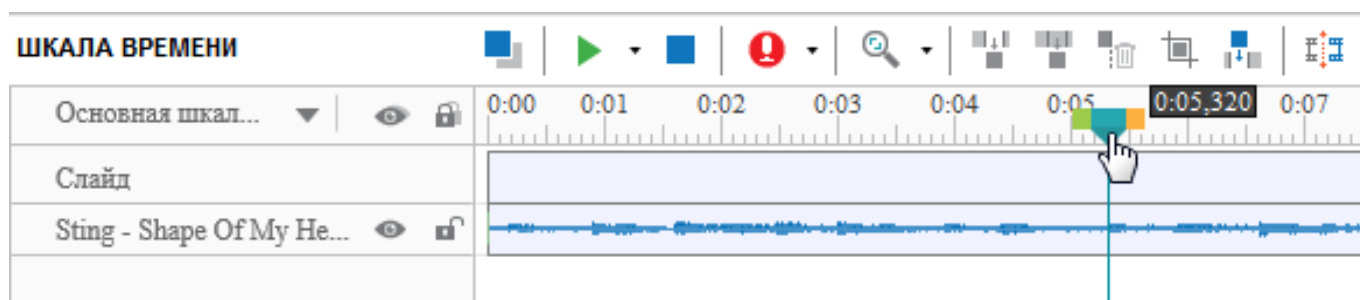 ШКАЛА ВРЕМЕНИ
Основная шкал... 0:00 0:01 0:02 0:03 0:04 0:05 0:05,320 0:07
Слайд
Sting - Shape Of My He...